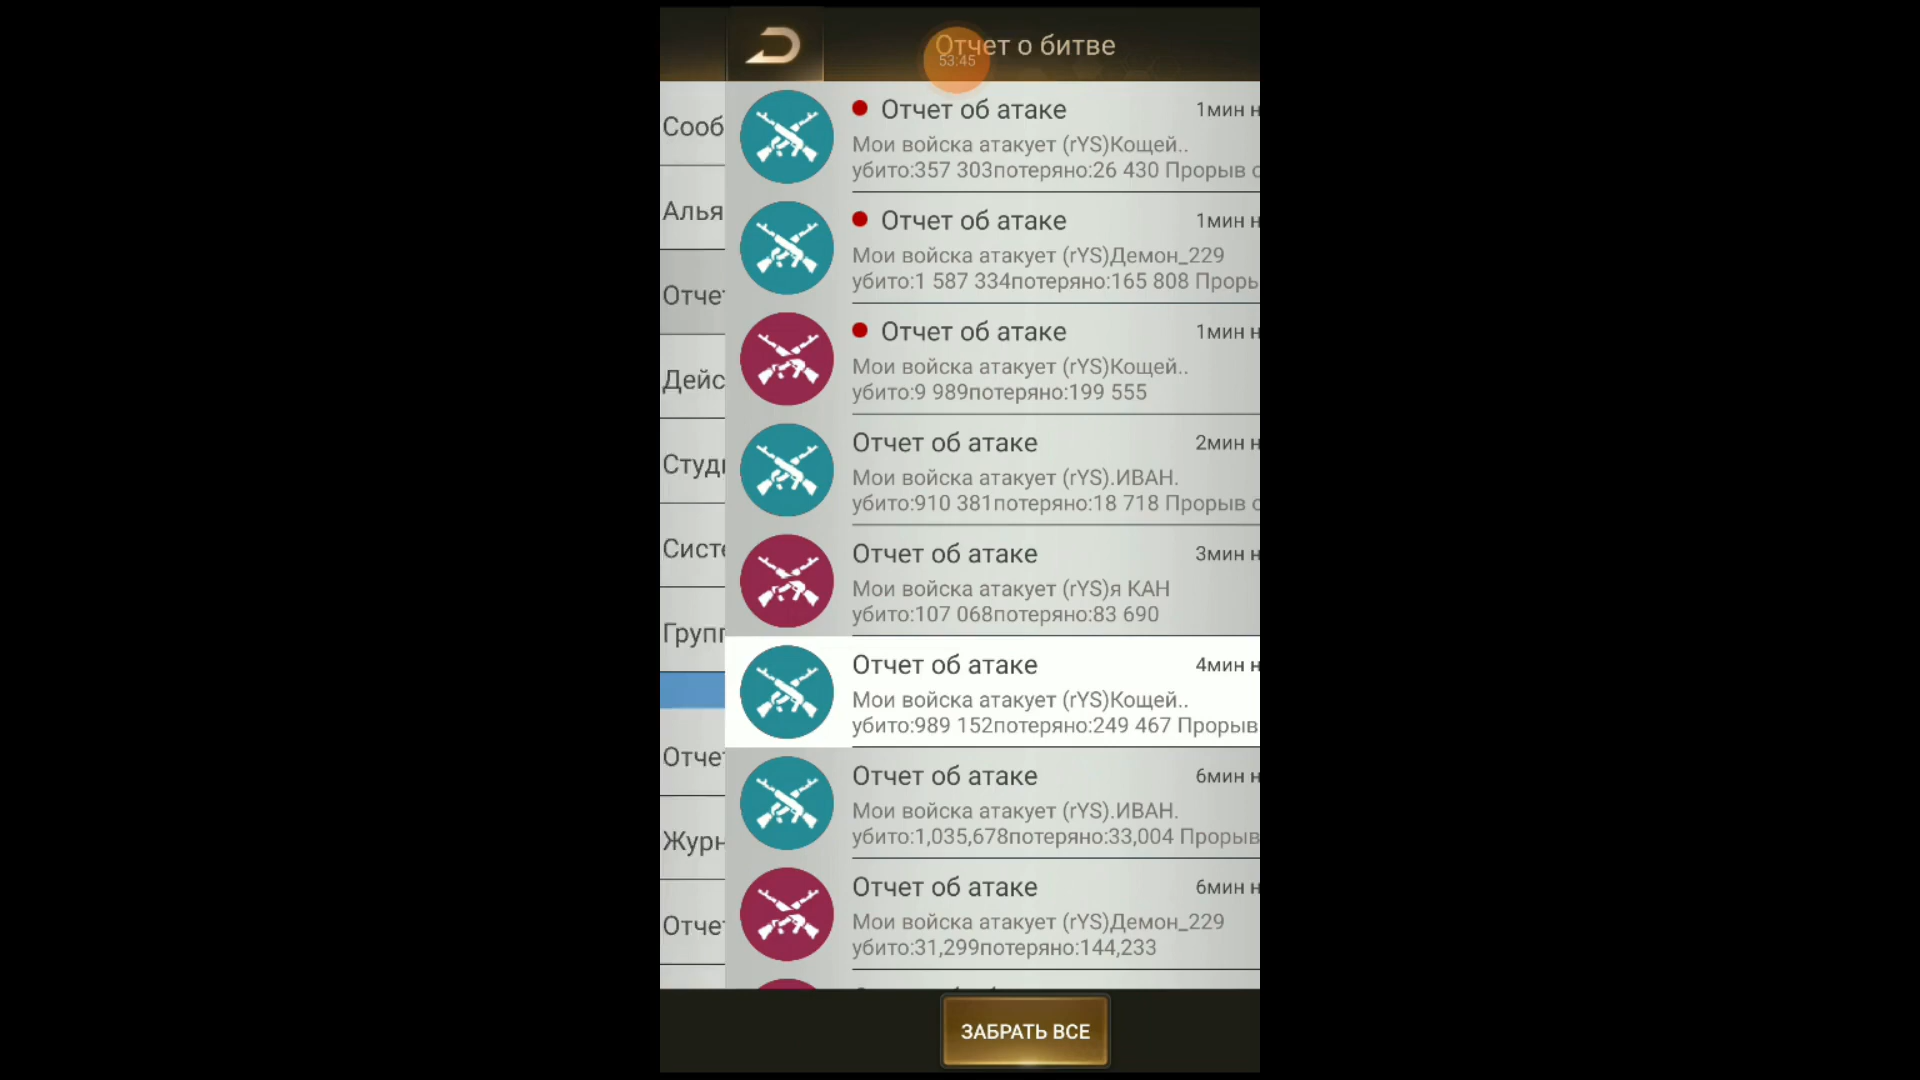 Отчет о битве
53:45
Сооб
Алья
Отче
Дейс
Студ
Систе
Груп
Отче
Журн
Отче
Отчет об атаке 1мин н
Мои войска атакует (rYS)Кощей..
убито:357 303потеряно:26 430 Прорыв о
Отчет об атаке 1мин н
Мои войска атакует (rYS)Демон_229
убито:1 587 334потеряно:165 808 Проры
Отчет об атаке 1мин н
Мои войска атакует (rYS)Кощей..
убито:9 989потеряно:199 555
Отчет об атаке 2мин н
Мои войска атакует (rYS).ИВАН.
убито:910 381потеряно:18 718 Прорыв о
Отчет об атаке 3мин н
Мои войска атакует (rYS)я КАН
убито:107 068потеряно:83 690
Отчет об атаке 4мин н
Мои войска атакует (rYS)Кощей..
убито:989 152потеряно:249 467 Прорыв
Отчет об атаке 6мин н
Мои войска атакует (rYS).ИВАН.
убито:1,035,678потеряно:33,004 Прорыв
Отчет об атаке 6мин н
Мои войска атакует (rYS)Демон_229
убито:31,299потеряно:144,233
ЗАБРАТЬ ВСЕ